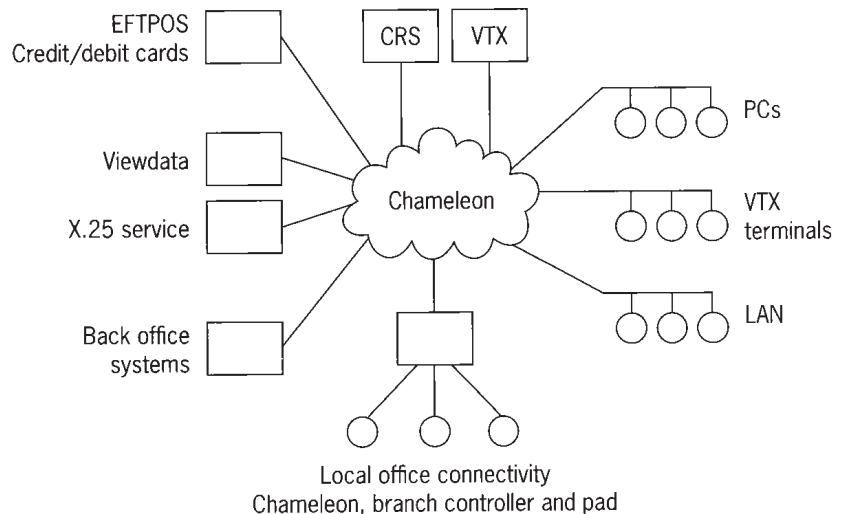 EFTPOS
Credit/debit cards
CRS
VTX
PCs
Viewdata
Chameleon
VTX
terminals
X.25 service
LAN
Back office
systems
Local office connectivity
Chameleon, branch controller and pad